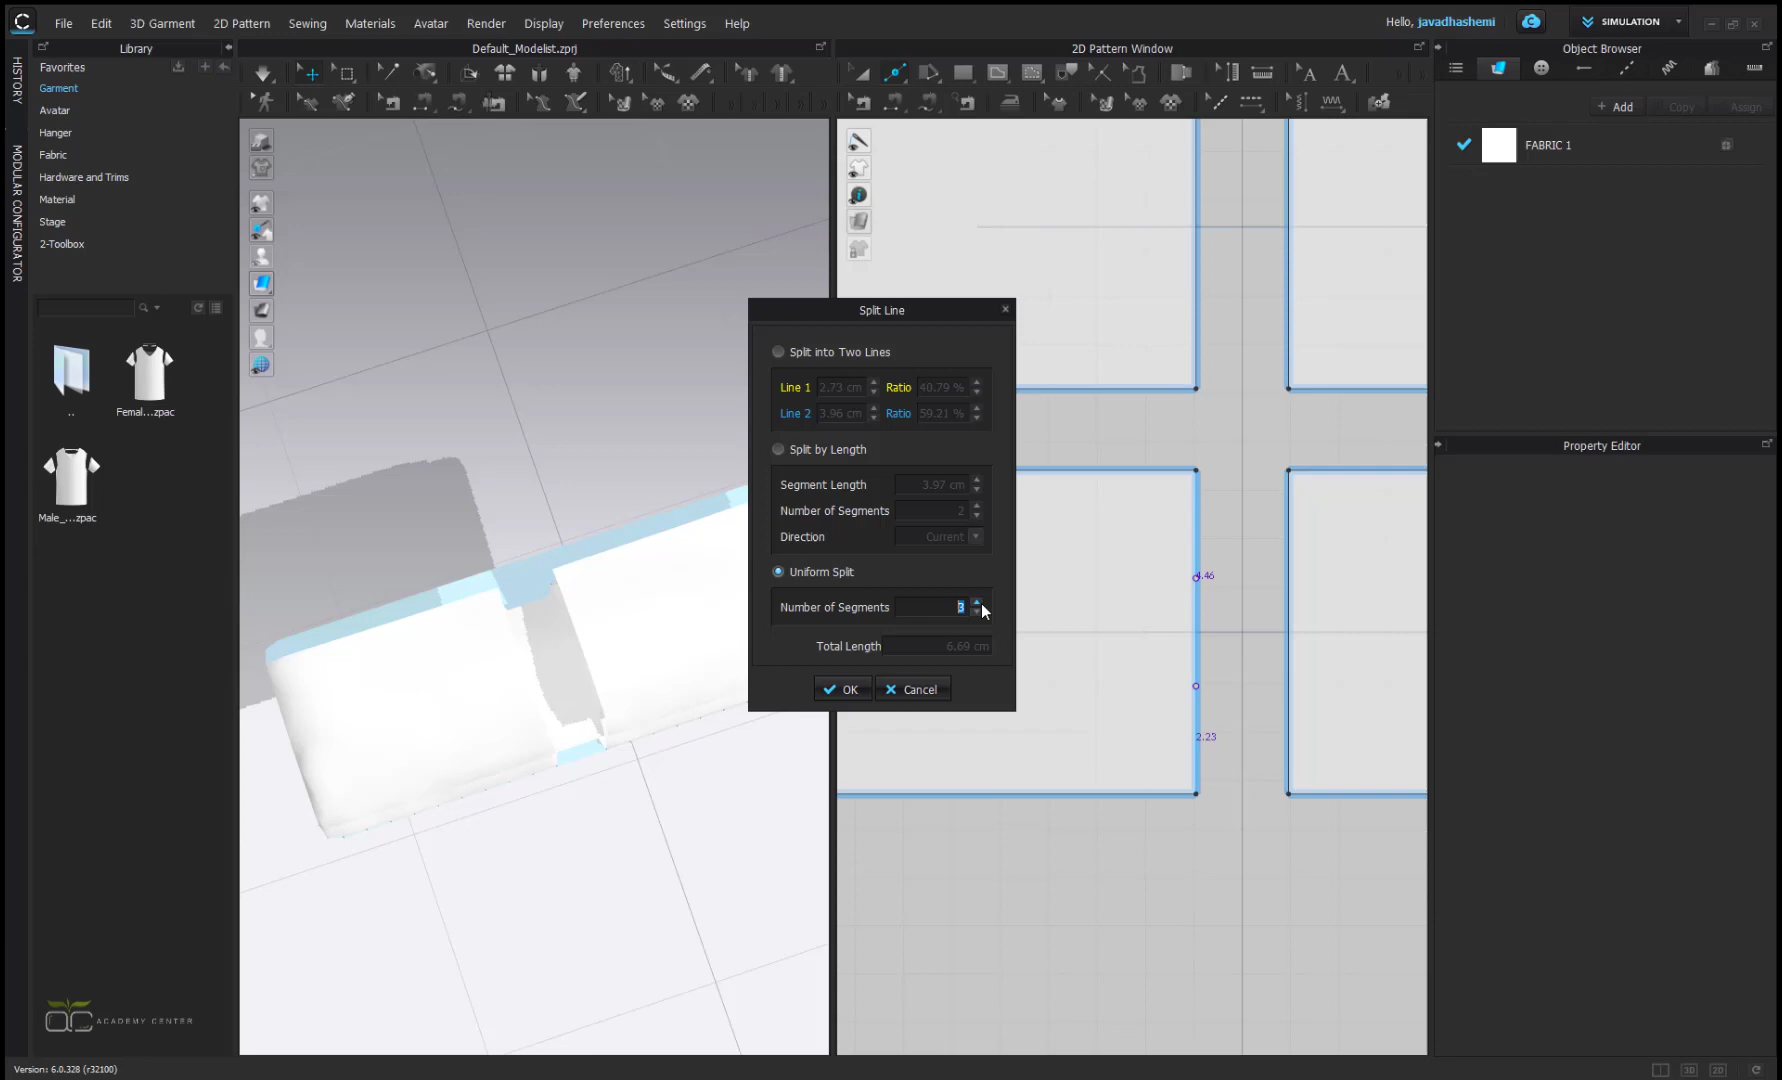 File Edit 3D Garment 2D Pattern Sewing Materials Avatar Render Display Preferences Settings Help
Hello, javadhashemi
SIMULATION
HISTORY
MODULAR CONFIGURATOR
Library
Default_Modelist.zprj
2D Pattern Window
Object Browser
Favorites
Garment
Avatar
Hanger
Fabric
Hardware and Trims
Material
Stage
2-Toolbox
..
Femal...zpac
Male_...zpac
+ Add Copy Assign
FABRIC 1
Property Editor
Split Line
Split into Two Lines
Line 1 2.73 cm Ratio 40.79 %
Line 2 3.96 cm Ratio 59.21 %
Split by Length
Segment Length 3.97 cm
Number of Segments 2
Direction Current
Uniform Split
Number of Segments 3
Total Length 6.69 cm
OK Cancel
4.46
2.23
ACADEMY CENTER
Version: 6.0.328 (r32100)
3D 2D